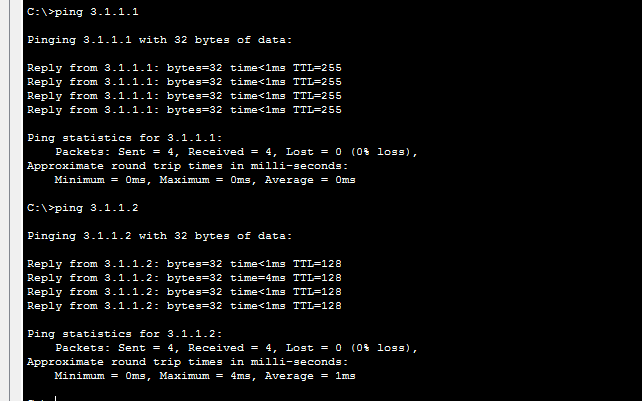 C:\>ping 3.1.1.1
Pinging 3.1.1.1 with 32 bytes of data:
Reply from 3.1.1.1: bytes=32 time<1ms TTL=255
Reply from 3.1.1.1: bytes=32 time<1ms TTL=255
Reply from 3.1.1.1: bytes=32 time<1ms TTL=255
Reply from 3.1.1.1: bytes=32 time<1ms TTL=255
Ping statistics for 3.1.1.1:
Packets: Sent = 4, Received = 4, Lost = 0 (0% loss),
Approximate round trip times in milli-seconds:
Minimum = 0ms, Maximum = 0ms, Average = 0ms
C:\>ping 3.1.1.2
Pinging 3.1.1.2 with 32 bytes of data:
Reply from 3.1.1.2: bytes=32 time<1ms TTL=128
Reply from 3.1.1.2: bytes=32 time=4ms TTL=128
Reply from 3.1.1.2: bytes=32 time<1ms TTL=128
Reply from 3.1.1.2: bytes=32 time<1ms TTL=128
Ping statistics for 3.1.1.2:
Packets: Sent = 4, Received = 4, Lost = 0 (0% loss),
Approximate round trip times in milli-seconds:
Minimum = 0ms, Maximum = 4ms, Average = 1ms